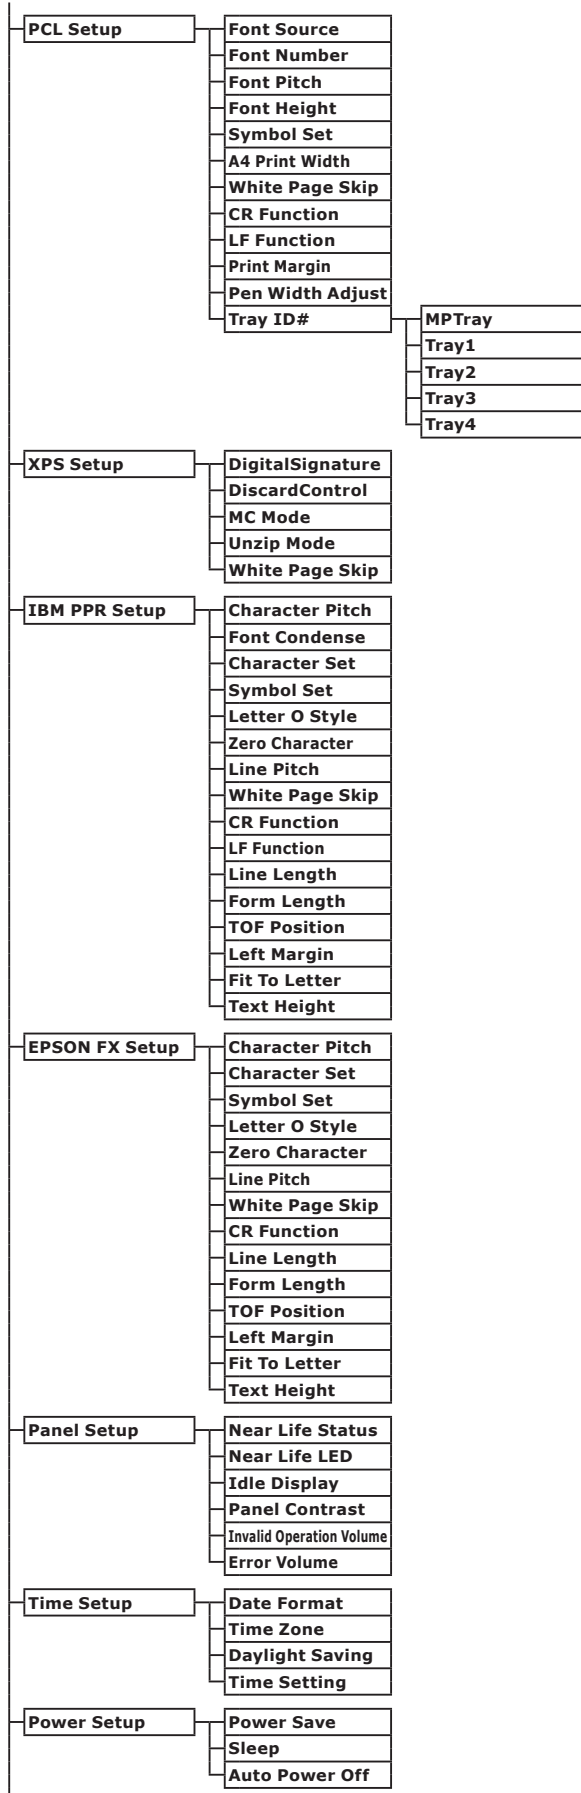 PCL Setup
Font Source
Font Number
Font Pitch
Font Height
Symbol Set
A4 Print Width
White Page Skip
CR Function
LF Function
Print Margin
Pen Width Adjust
Tray ID#
MPTray
Tray1
Tray2
Tray3
Tray4
XPS Setup
DigitalSignature
DiscardControl
MC Mode
Unzip Mode
White Page Skip
IBM PPR Setup
Character Pitch
Font Condense
Character Set
Symbol Set
Letter O Style
Zero Character
Line Pitch
White Page Skip
CR Function
LF Function
Line Length
Form Length
TOF Position
Left Margin
Fit To Letter
Text Height
EPSON FX Setup
Character Pitch
Character Set
Symbol Set
Letter O Style
Zero Character
Line Pitch
White Page Skip
CR Function
Line Length
Form Length
TOF Position
Left Margin
Fit To Letter
Text Height
Panel Setup
Near Life Status
Near Life LED
Idle Display
Panel Contrast
Invalid Operation Volume
Error Volume
Time Setup
Date Format
Time Zone
Daylight Saving
Time Setting
Power Setup
Power Save
Sleep
Auto Power Off